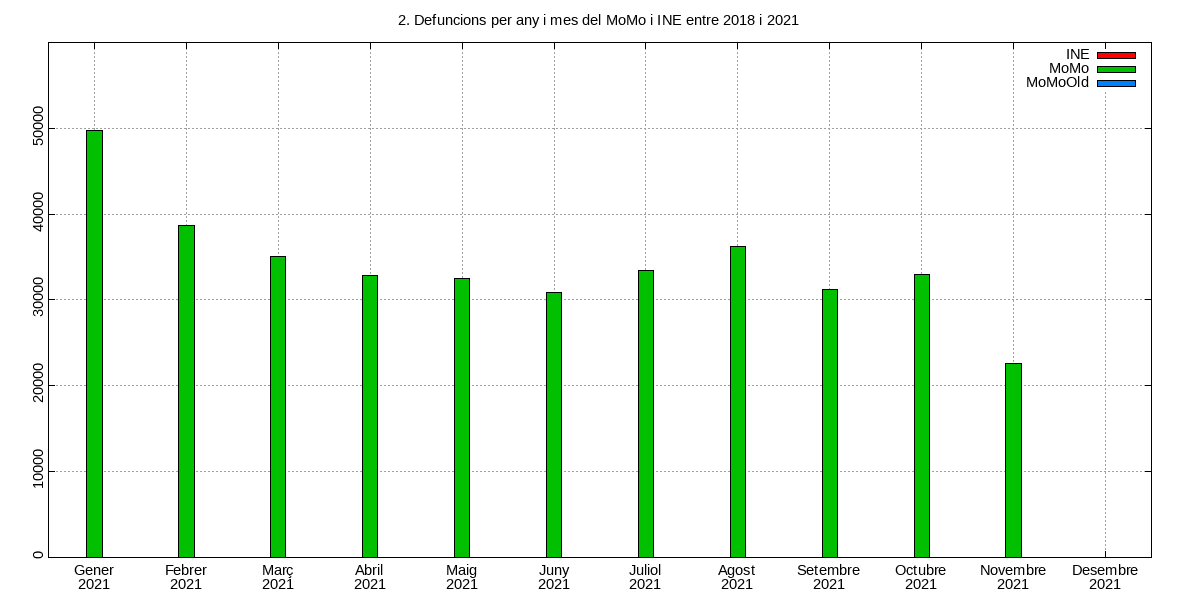 2. Defuncions per any i mes del MoMo i INE entre 2018 i 2021
INE
MoMo
MoMoOld
50000
40000
30000
20000
10000
0
Gener Febrer Març Abril Maig Juny Juliol Agost Setembre Octubre Novembre Desembre
2021 2021 2021 2021 2021 2021 2021 2021 2021 2021 2021 2021